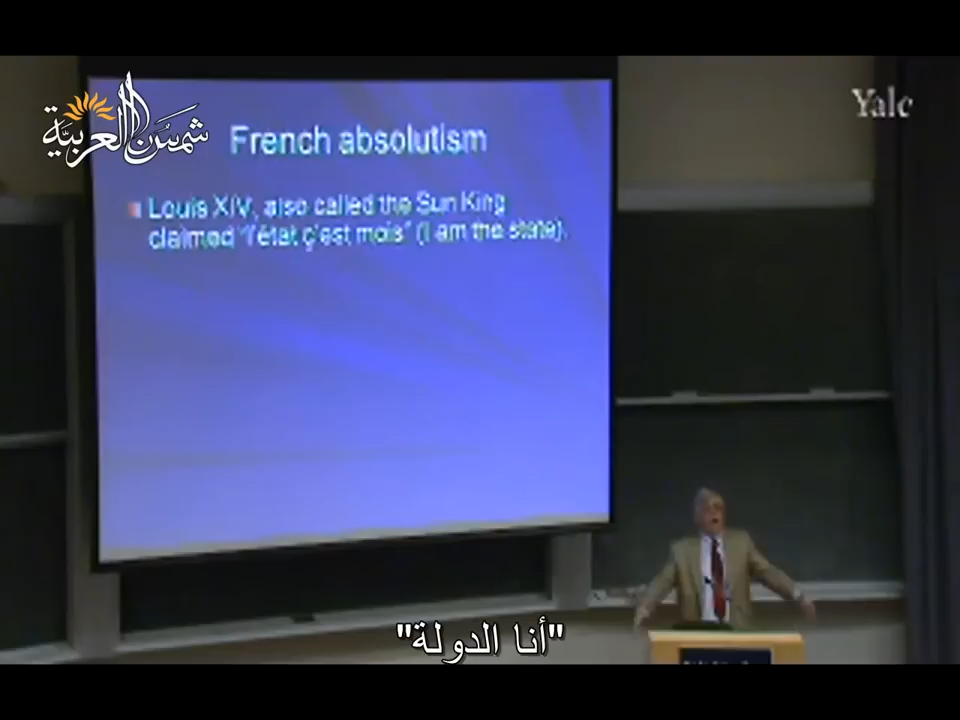 شمس العربية
Yale
French absolutism
Louis XIV, also called the Sun King
claimed "l'état ç'est mois" (I am the state).
"أنا الدولة"